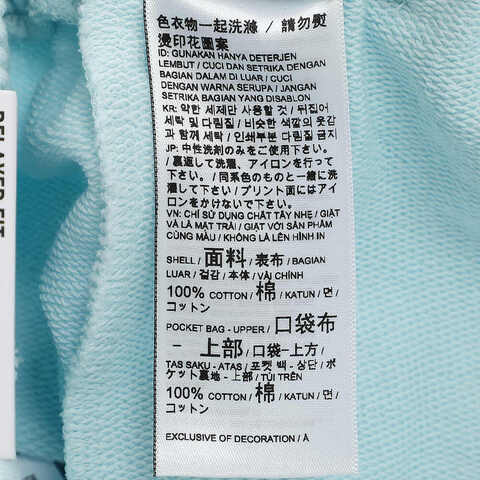 色衣物一起洗滌 / 請勿熨
燙印花圖案
ID: GUNAKAN HANYA DETERJEN
LEMBUT / CUCI DAN SETRIKA DENGAN
BAGIAN DALAM DI LUAR / CUCI
DENGAN WARNA SERUPA / JANGAN
SETRIKA BAGIAN YANG DISABLON
KR: 약한 세제만 사용할 것 / 뒤집어
세탁 및 다림질 / 비슷한 색깔의 옷감
과 함께 세탁 / 인쇄부분 다림질 금지
JP: 中性洗剤のみをご使用下さい。
/ 裏返して洗濯、アイロンを行って
下さい。/ 同系色のものと一緒に洗
濯して下さい / プリント面にはアイ
ロンをかけないで下さい。
VN: CHỈ SỬ DỤNG CHẤT TẨY NHẸ / GIẶT
VÀ LÀ MẶT TRÁI / GIẶT VỚI SẢN PHẨM
CÙNG MÀU / KHÔNG LÀ LÊN HÌNH IN
SHELL / 面料 / 表布 / BAGIAN
LUAR / 겉감 / 本体 / VẢI CHÍNH
100% COTTON / 棉 / KATUN / 면 /
コットン
POCKET BAG - UPPER / 口袋布
- 上部 / 口袋-上方 /
TAS SAKU - ATAS / 포켓 백 - 상단 / ポ
ケット裏地 - 上部 / TÚI TRÊN
100% COTTON / 棉 / KATUN / 면 /
コットン
EXCLUSIVE OF DECORATION / À
RELAXED FIT